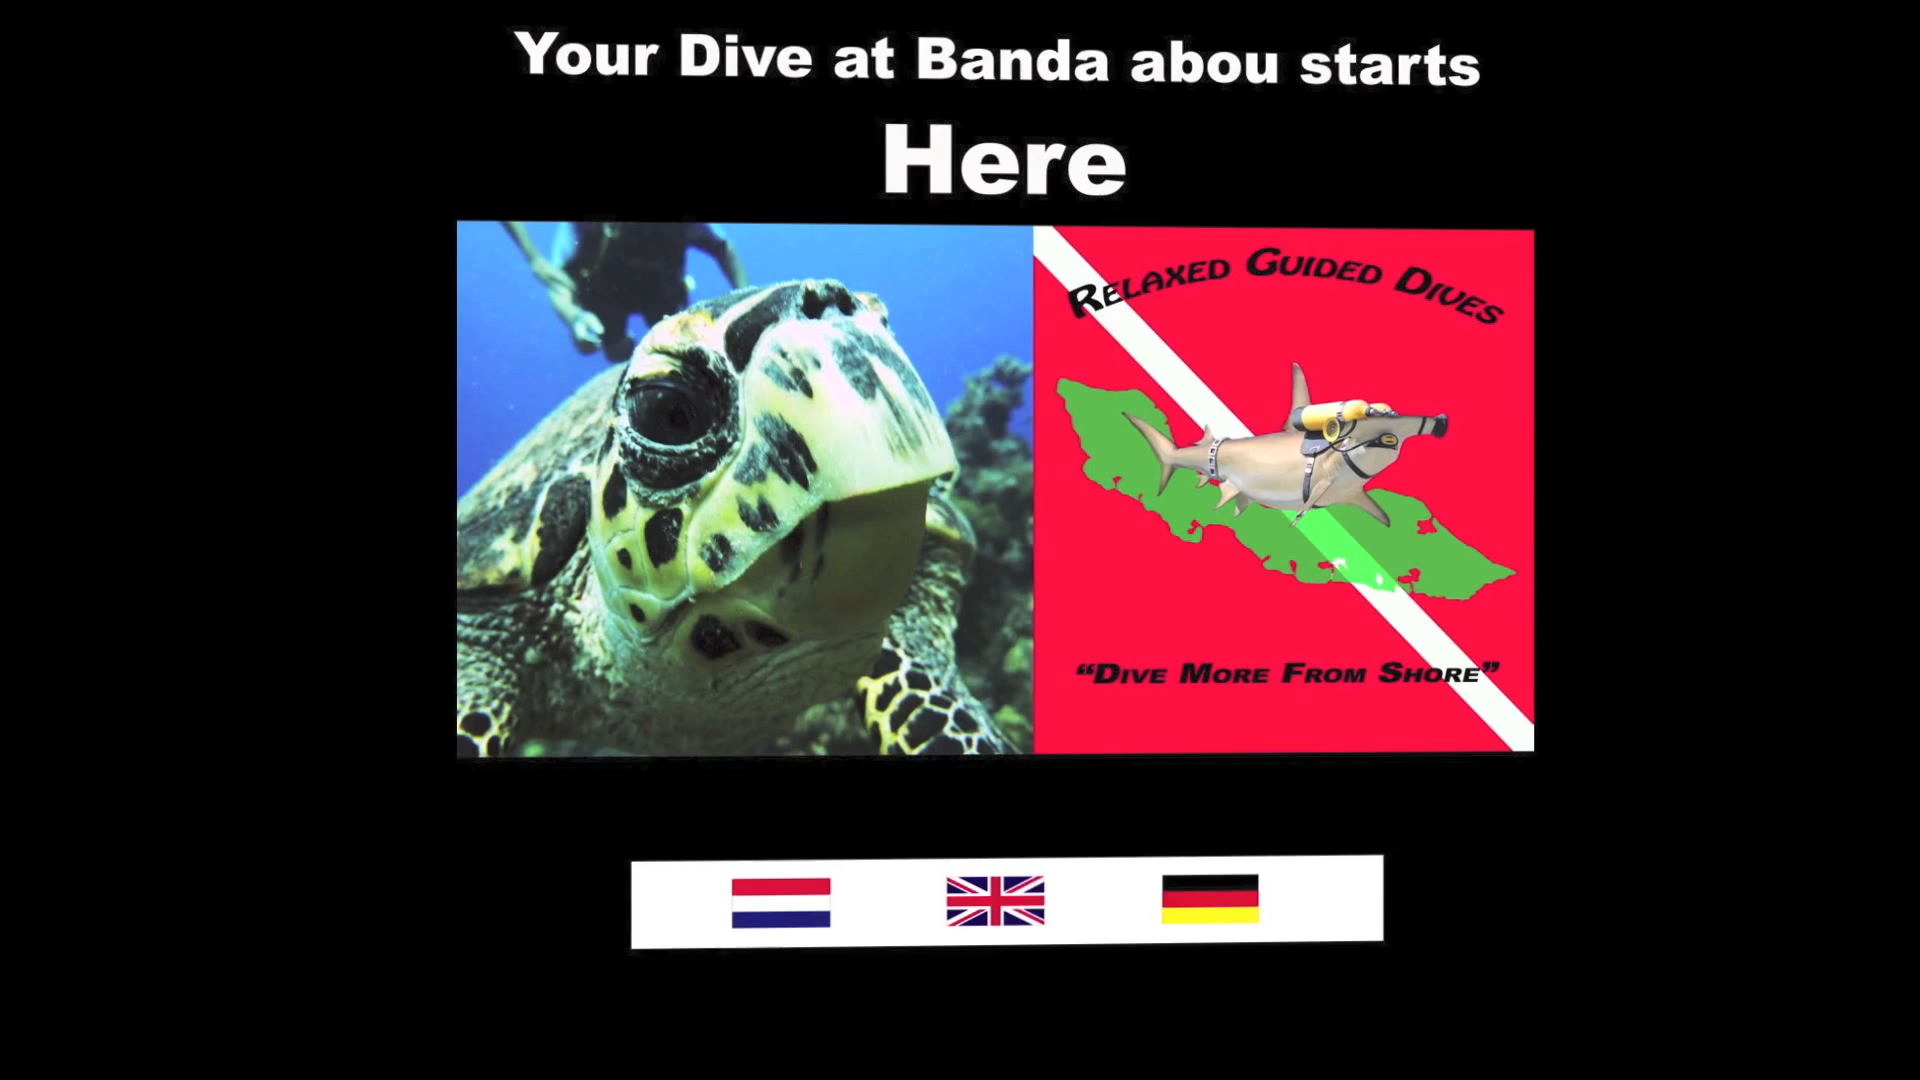 Your Dive at Banda abou starts
Here
Relaxed Guided Dives
“Dive More From Shore”